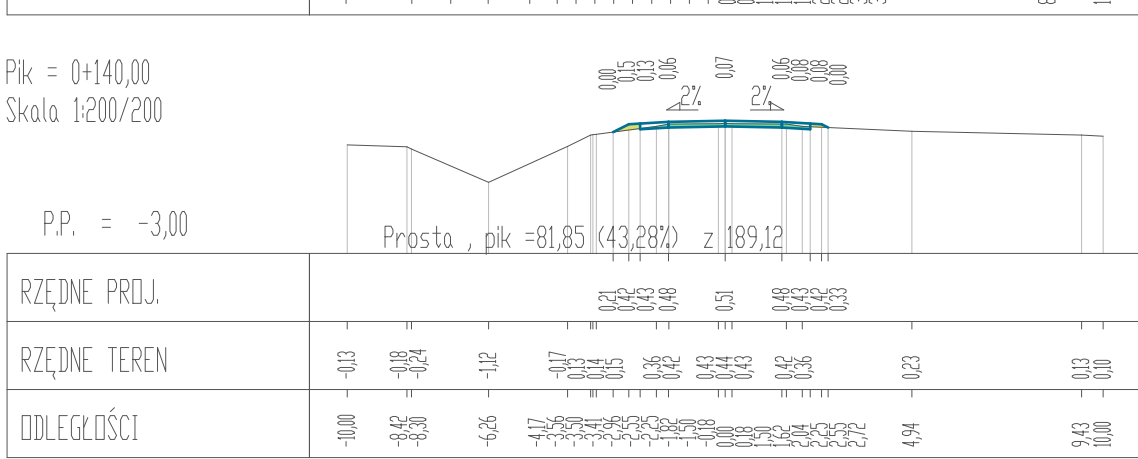 Pik = 0+140,00
Skala 1:200/200
0,00 0,15 0,13 0,06 0,07 0,06 0,08 0,08 0,00
2% 2%
P.P. = -3,00
Prosta , pik =81,85 (43,28%) z 189,12
RZĘDNE PROJ. 0,21 0,42 0,43 0,48 0,51 0,48 0,43 0,42 0,33
RZĘDNE TEREN -0,13 -0,18 -0,24 -1,12 -0,17 0,13 0,14 0,15 0,36 0,42 0,43 0,44 0,43 0,42 0,36 0,23 0,13 0,10
ODLEGŁOŚCI -10,00 -8,42 -8,30 -6,26 -4,17 -3,56 -3,50 -3,41 -2,96 -2,55 -2,25 -1,82 -1,50 -0,18 0,00 0,18 1,50 1,62 2,04 2,25 2,55 2,72 4,94 9,43 10,00